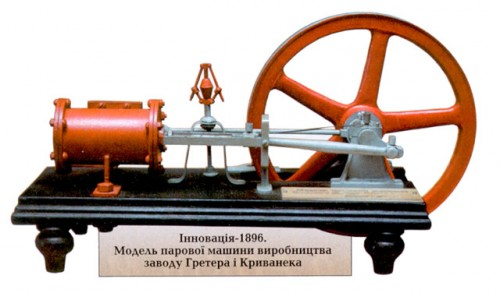 Інновація-1896.
Модель парової машини виробництва
заводу Гретера і Криванека